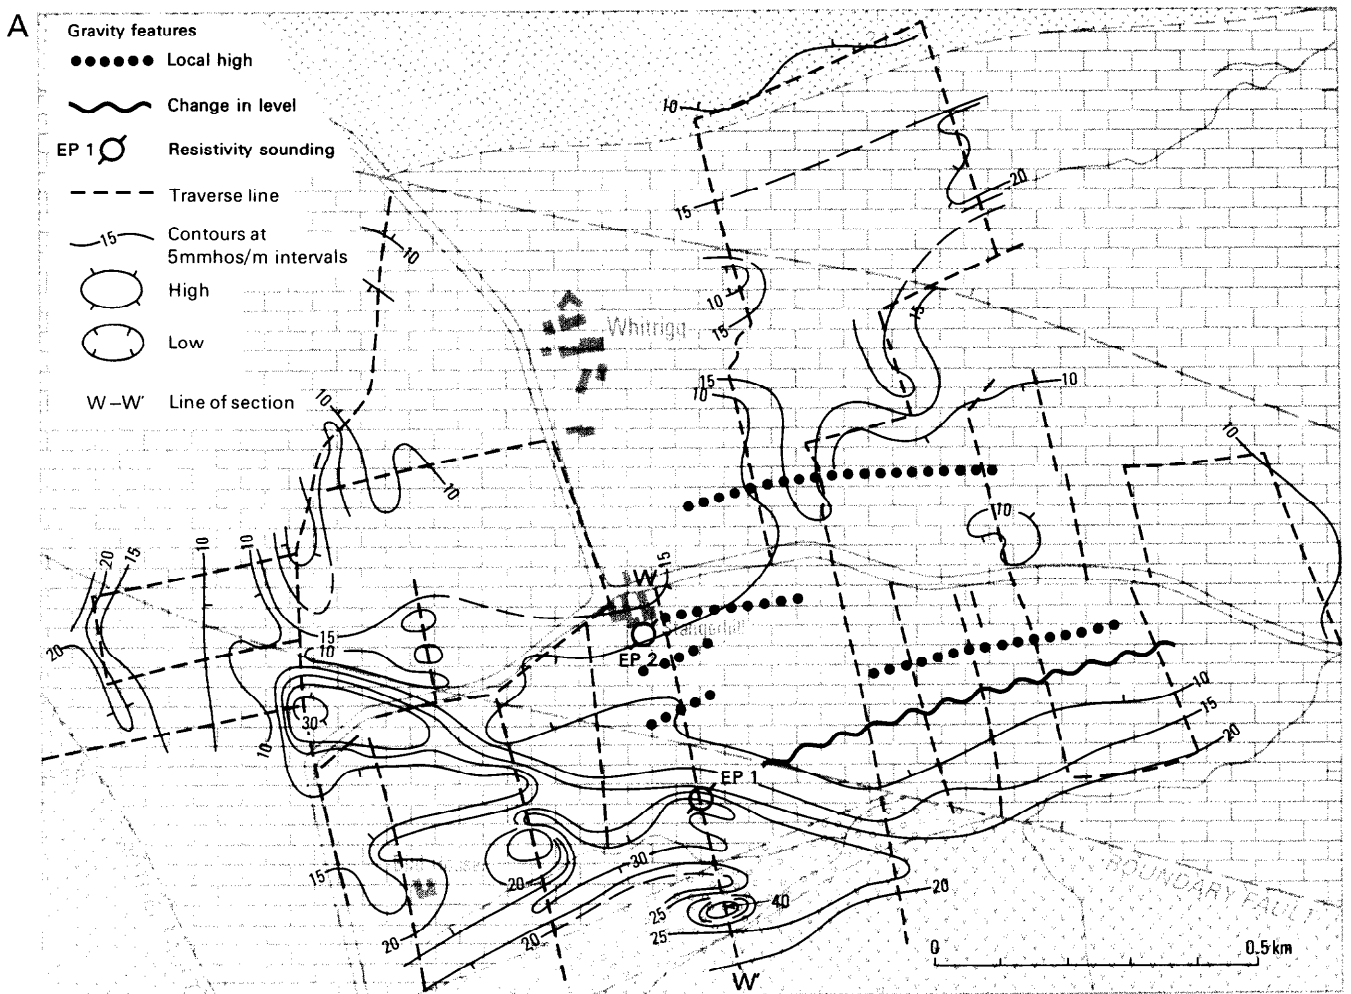 A
Gravity features
Local high
Change in level
EP 1
Resistivity sounding
Traverse line
15
Contours at
5mmhos/m intervals
High
Low
W–W'
Line of section
10
15
20
10
10
15
15
Whitrigg
15
10
10
10
10
10
10
20
15
10
10
20
15
10
W
15
EP 2
30
10
10
15
20
EP 1
15
20
30
20
20
25
25
40
20
W'
BOUNDARY FAULT
0
0.5km